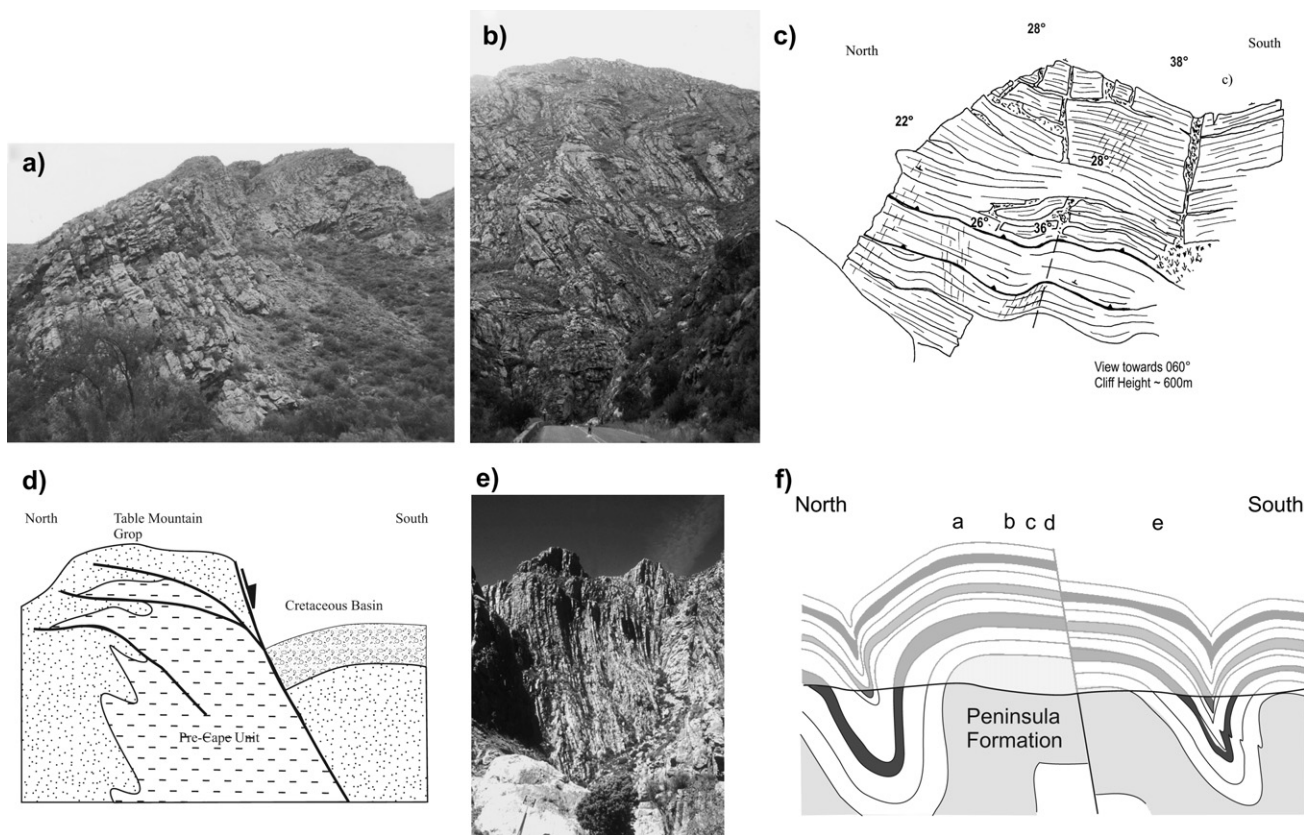 a)
b)
c)
North
South
28°
38°
c)
22°
28°
26°
36°
View towards 060°
Cliff Height ~ 600m
d)
North
Table Mountain
Grop
South
Cretaceous Basin
Pre-Cape Unit
e)
f)
North
South
a
b
c
d
e
Peninsula
Formation